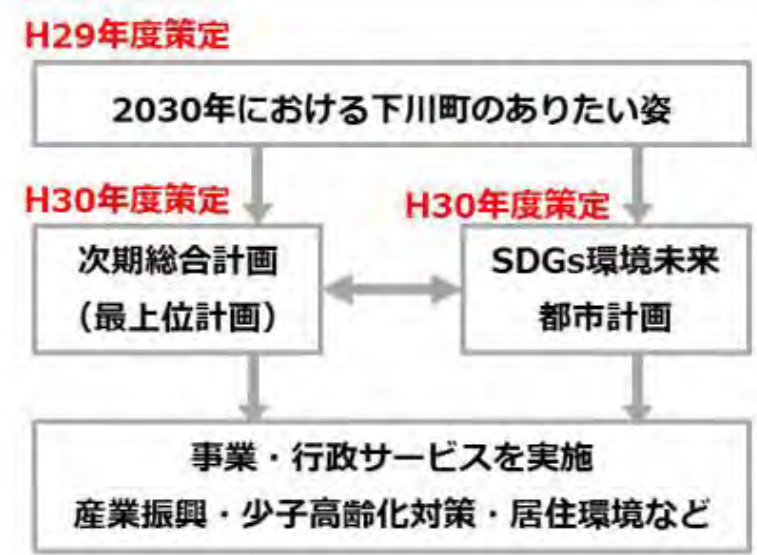 H29年度策定
2030年における下川町のありたい姿
H30年度策定
H30年度策定
次期総合計画
（最上位計画）
SDGs環境未来
都市計画
事業・行政サービスを実施
産業振興・少子高齢化対策・居住環境など